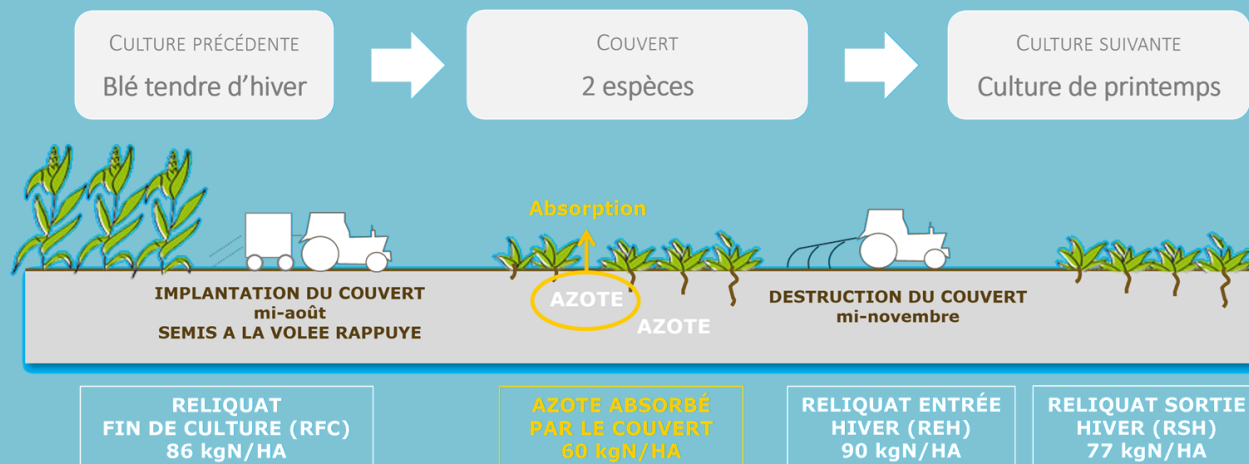 CULTURE PRÉCÉDENTE
Blé tendre d'hiver
COUVERT
2 espèces
CULTURE SUIVANTE
Culture de printemps
Absorption
IMPLANTATION DU COUVERT
mi-août
SEMIS A LA VOLEE RAPPUYE
AZOTE
AZOTE
DESTRUCTION DU COUVERT
mi-novembre
RELIQUAT
FIN DE CULTURE (RFC)
86 kgN/HA
AZOTE ABSORBÉ
PAR LE COUVERT
60 kgN/HA
RELIQUAT ENTRÉE
HIVER (REH)
90 kgN/HA
RELIQUAT SORTIE
HIVER (RSH)
77 kgN/HA